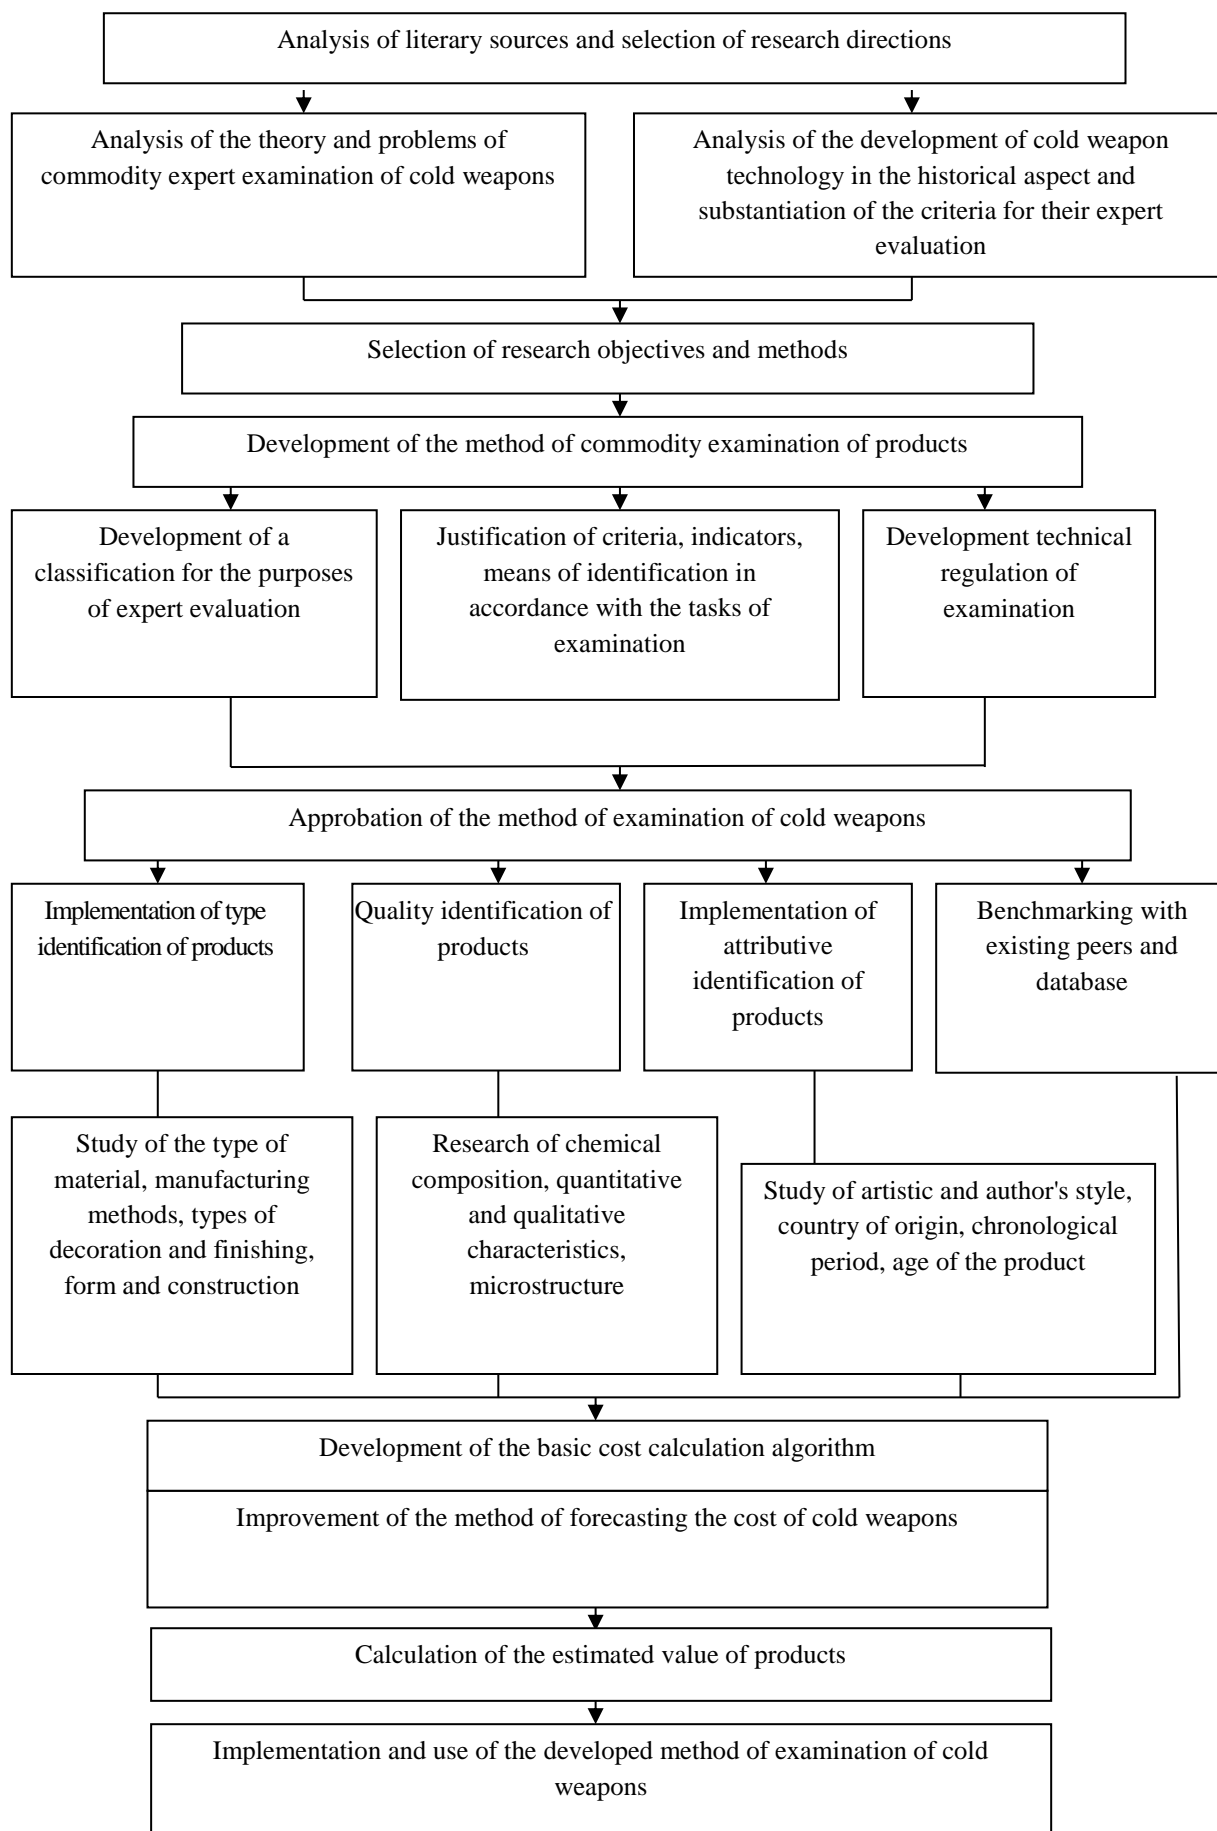 Analysis of literary sources and selection of research directions
Analysis of the theory and problems of
commodity expert examination of cold weapons
Analysis of the development of cold weapon
technology in the historical aspect and
substantiation of the criteria for their expert
evaluation
Selection of research objectives and methods
Development of the method of commodity examination of products
Development of a
classification for the purposes
of expert evaluation
Justification of criteria, indicators,
means of identification in
accordance with the tasks of
examination
Development technical
regulation of
examination
Approbation of the method of examination of cold weapons
Implementation of type
identification of products
Quality identification of
products
Implementation of
attributive
identification of
products
Benchmarking with
existing peers and
database
Study of the type of
material, manufacturing
methods, types of
decoration and finishing,
form and construction
Research of chemical
composition, quantitative
and qualitative
characteristics,
microstructure
Study of artistic and author's style,
country of origin, chronological
period, age of the product
Development of the basic cost calculation algorithm
Improvement of the method of forecasting the cost of cold weapons
Calculation of the estimated value of products
Implementation and use of the developed method of examination of cold
weapons